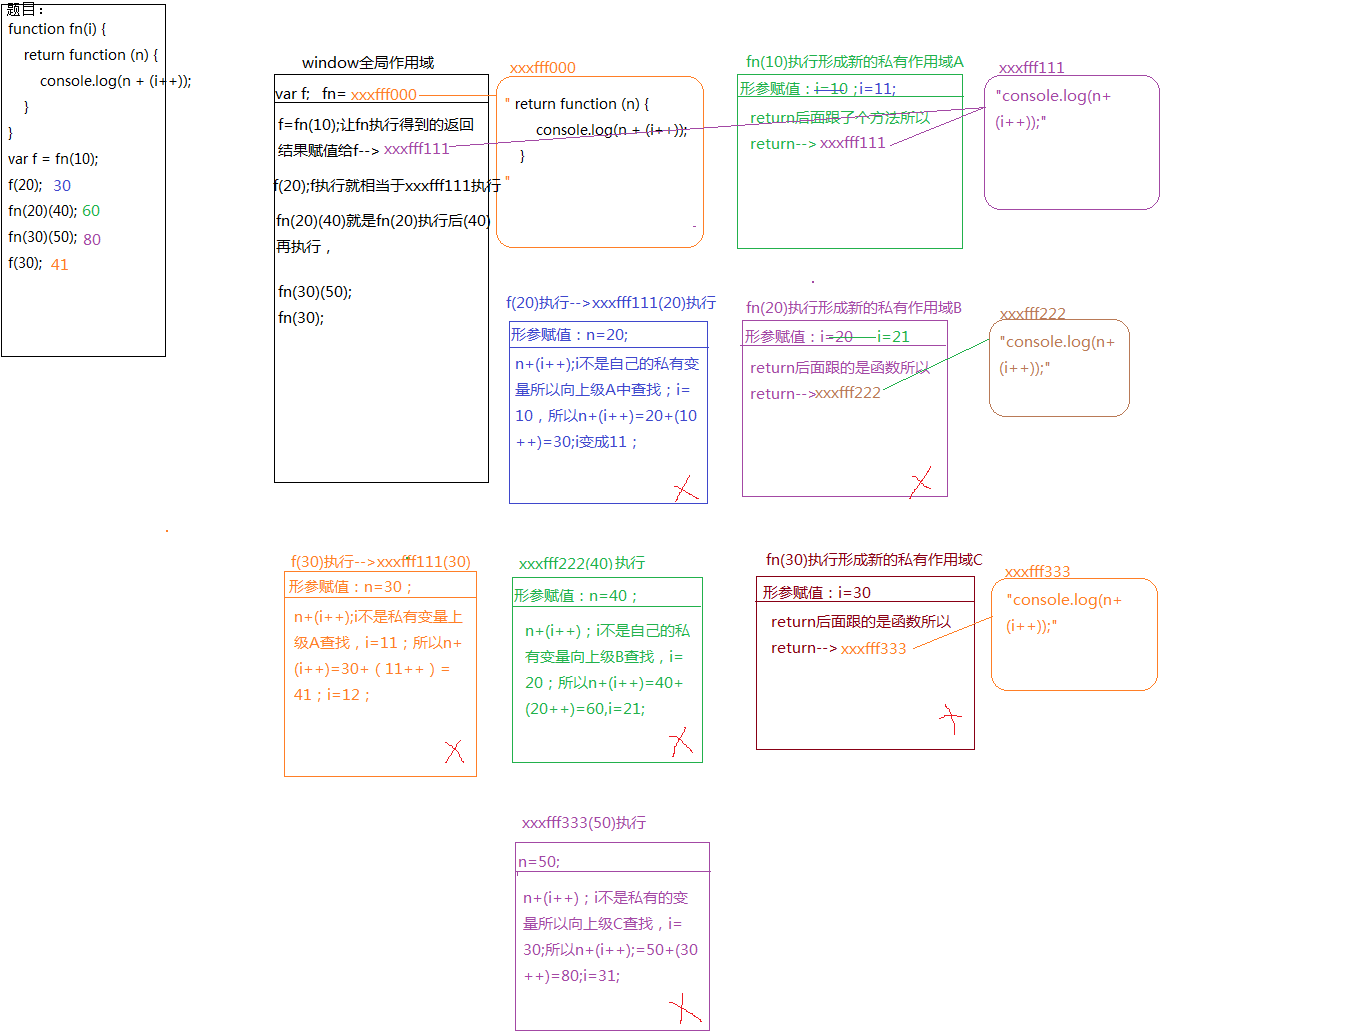 题目：
function fn(i) {
return function (n) {
console.log(n + (i++));
}
}
var f = fn(10);
f(20); 30
fn(20)(40); 60
fn(30)(50); 80
f(30); 41
window全局作用域
var f; fn= xxxfff000
f=fn(10);让fn执行得到的返回
结果赋值给f--> xxxfff111
f(20);f执行就相当于xxxfff111执行
fn(20)(40)就是fn(20)执行后(40)
再执行，
fn(30)(50);
fn(30);
xxxfff000
" return function (n) {
console.log(n + (i++));
}
"
fn(10)执行形成新的私有作用域A
形参赋值：i=10 ;i=11;
return后面跟了个方法所以
return--> xxxfff111
xxxfff111
"console.log(n+
(i++));"
f(20)执行-->xxxfff111(20)执行
形参赋值：n=20;
n+(i++);i不是自己的私有变
量所以向上级A中查找；i=
10，所以n+(i++)=20+(10
++)=30;i变成11；
fn(20)执行形成新的私有作用域B
形参赋值：i=20 i=21
return后面跟的是函数所以
return-->xxxfff222
xxxfff222
"console.log(n+
(i++));"
f(30)执行-->xxxfff111(30)
形参赋值：n=30；
n+(i++);i不是私有变量上
级A查找，i=11；所以n+
(i++)=30+（11++）=
41；i=12；
xxxfff222(40)执行
形参赋值：n=40；
n+(i++)；i不是自己的私
有变量向上级B查找，i=
20；所以n+(i++)=40+
(20++)=60,i=21;
fn(30)执行形成新的私有作用域C
形参赋值：i=30
return后面跟的是函数所以
return--> xxxfff333
xxxfff333
"console.log(n+
(i++));"
xxxfff333(50)执行
n=50;
n+(i++)；i不是私有的变
量所以向上级C查找，i=
30;所以n+(i++);=50+(30
++)=80;i=31;